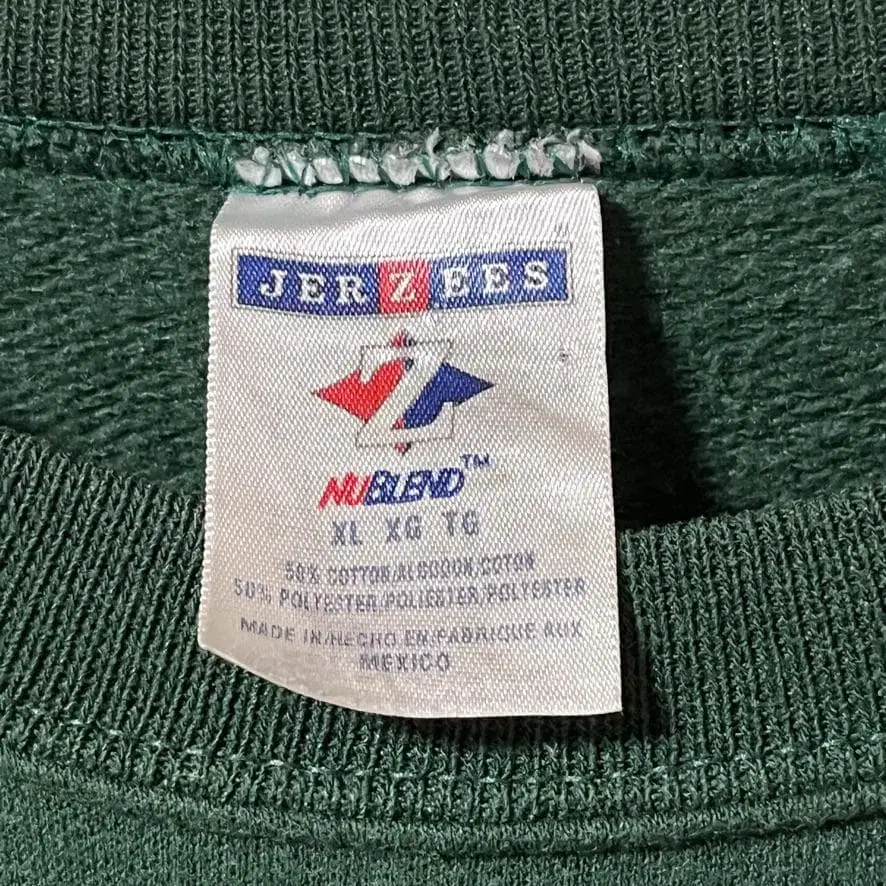 JERZEES
Z
NUBLEND™
XL XG TG
50% COTTON/ALGODON/COTON
50% POLYESTER/POLIESTER/POLYESTER
MADE IN/HECHO EN/FABRIQUE AUX
MEXICO